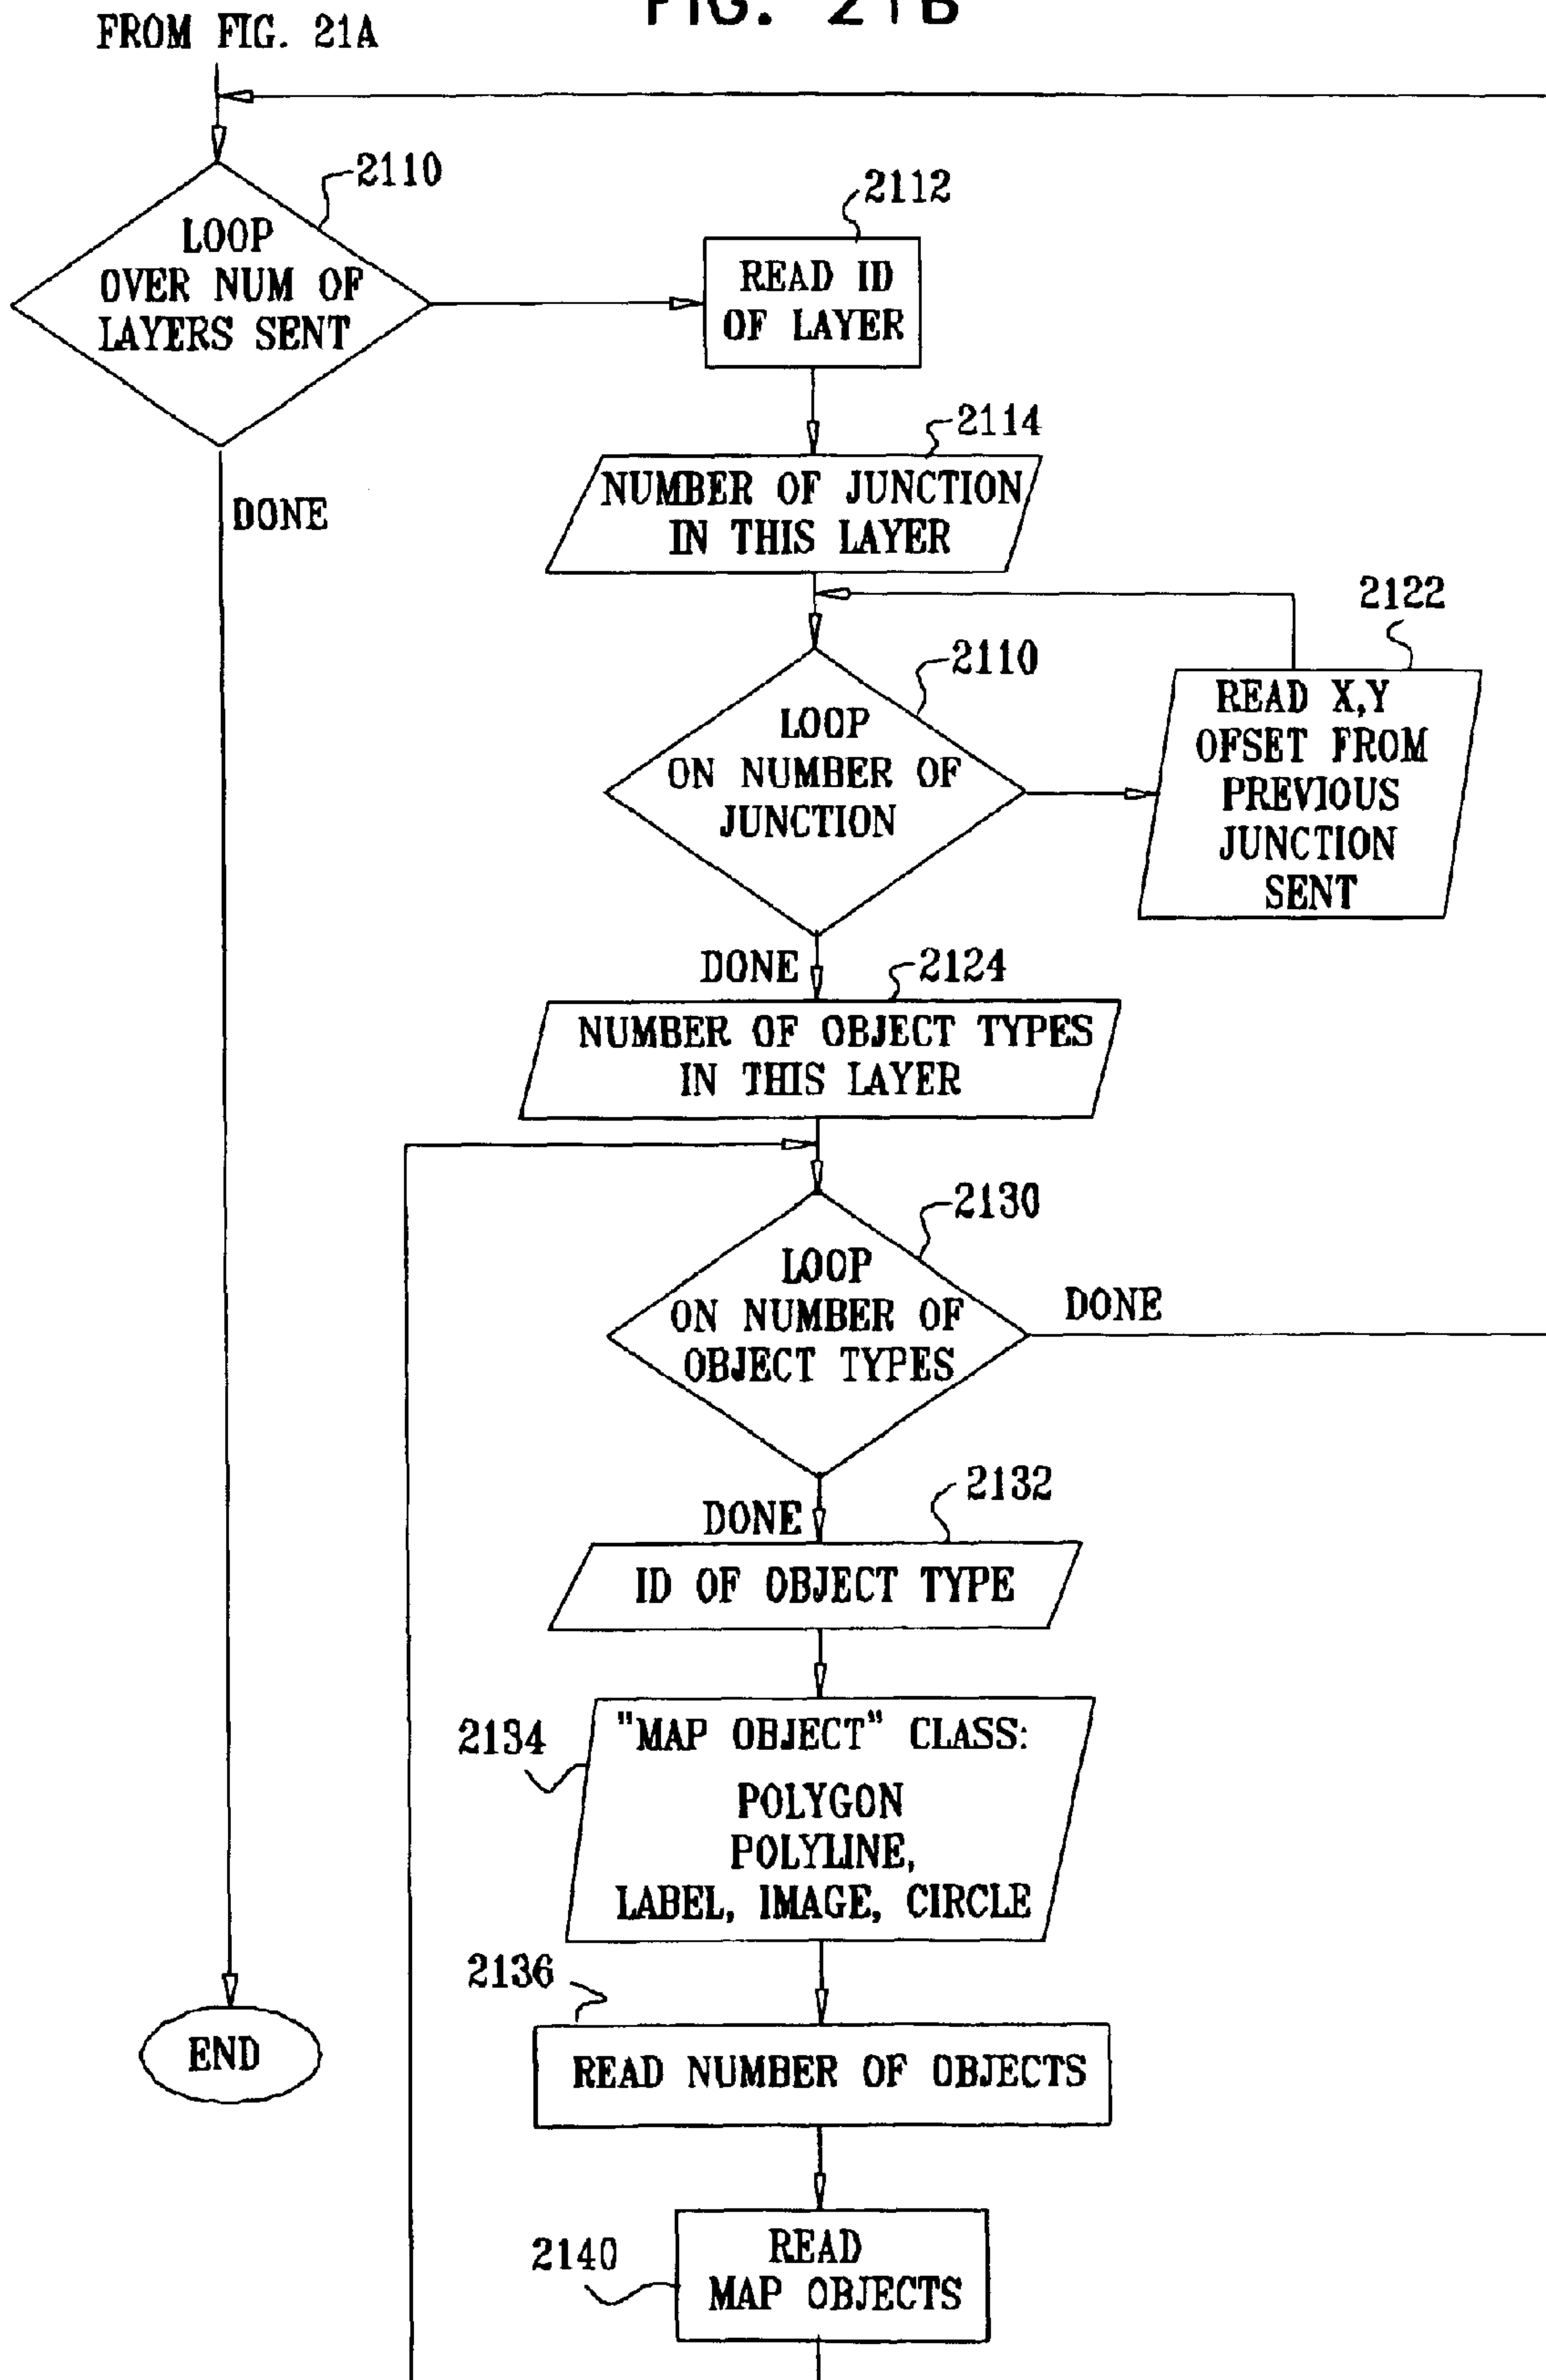 FIG. 21B
FROM FIG. 21A
2110
LOOP
OVER NUM OF
LAYERS SENT
DONE
2112
READ ID
OF LAYER
2114
NUMBER OF JUNCTION
IN THIS LAYER
2110
LOOP
ON NUMBER OF
JUNCTION
2122
READ X,Y
OFSET FROM
PREVIOUS
JUNCTION
SENT
DONE
2124
NUMBER OF OBJECT TYPES
IN THIS LAYER
2130
LOOP
ON NUMBER OF
OBJECT TYPES
DONE
DONE
2132
ID OF OBJECT TYPE
2134
"MAP OBJECT" CLASS:
POLYGON
POLYLINE,
LABEL, IMAGE, CIRCLE
2136
READ NUMBER OF OBJECTS
END
2140
READ
MAP OBJECTS